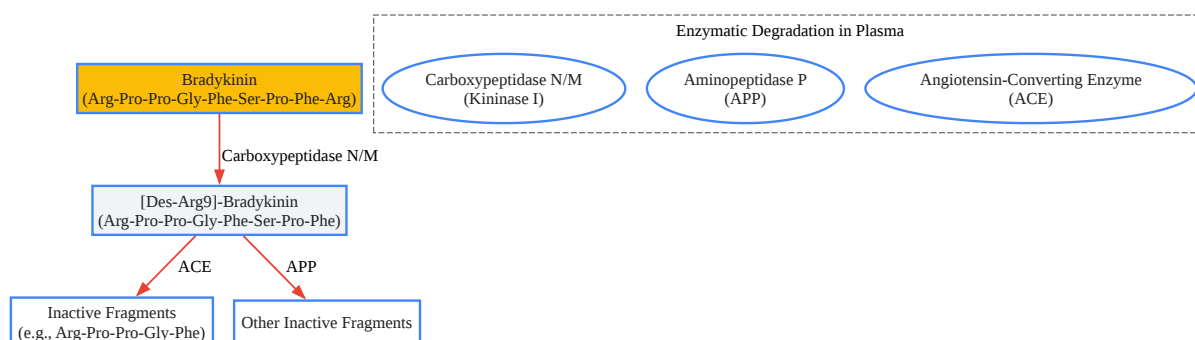 Enzymatic Degradation in Plasma
Bradykinin
(Arg-Pro-Pro-Gly-Phe-Ser-Pro-Phe-Arg)
Carboxypeptidase N/M
(Kininase I)
Aminopeptidase P
(APP)
Angiotensin-Converting Enzyme
(ACE)
Carboxypeptidase N/M
[Des-Arg9]-Bradykinin
(Arg-Pro-Pro-Gly-Phe-Ser-Pro-Phe)
ACE
APP
Inactive Fragments
(e.g., Arg-Pro-Pro-Gly-Phe)
Other Inactive Fragments